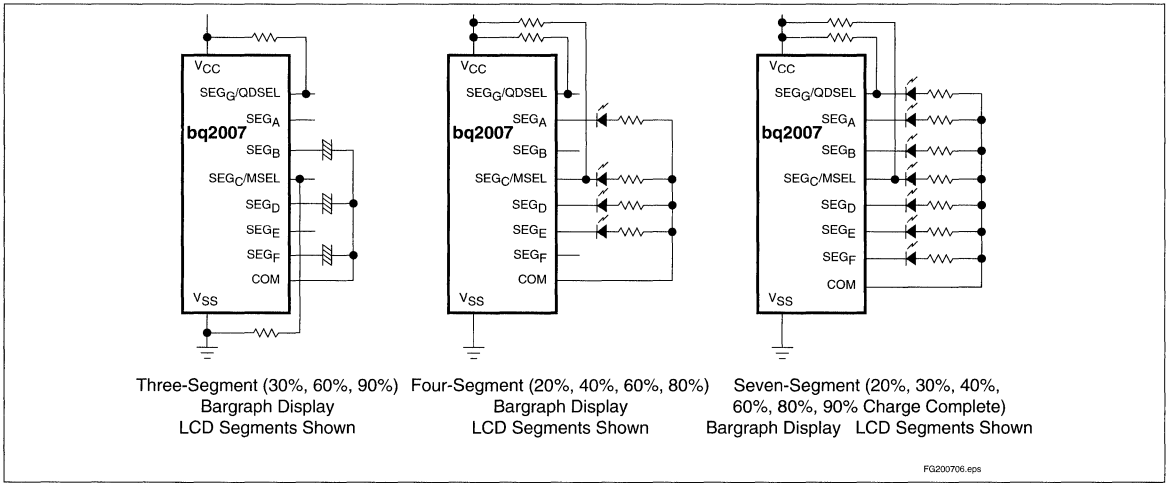 VCC
SEGG/QDSEL
SEGA
bq2007
SEGB
SEGC/MSEL
SEGD
SEGE
SEGF
COM
VSS
Three-Segment (30%, 60%, 90%)
Bargraph Display
LCD Segments Shown
VCC
SEGG/QDSEL
SEGA
bq2007
SEGB
SEGC/MSEL
SEGD
SEGE
SEGF
COM
VSS
Four-Segment (20%, 40%, 60%, 80%)
Bargraph Display
LCD Segments Shown
VCC
SEGG/QDSEL
SEGA
bq2007
SEGB
SEGC/MSEL
SEGD
SEGE
SEGF
COM
VSS
Seven-Segment (20%, 30%, 40%,
60%, 80%, 90% Charge Complete)
Bargraph Display LCD Segments Shown
FG200706.eps